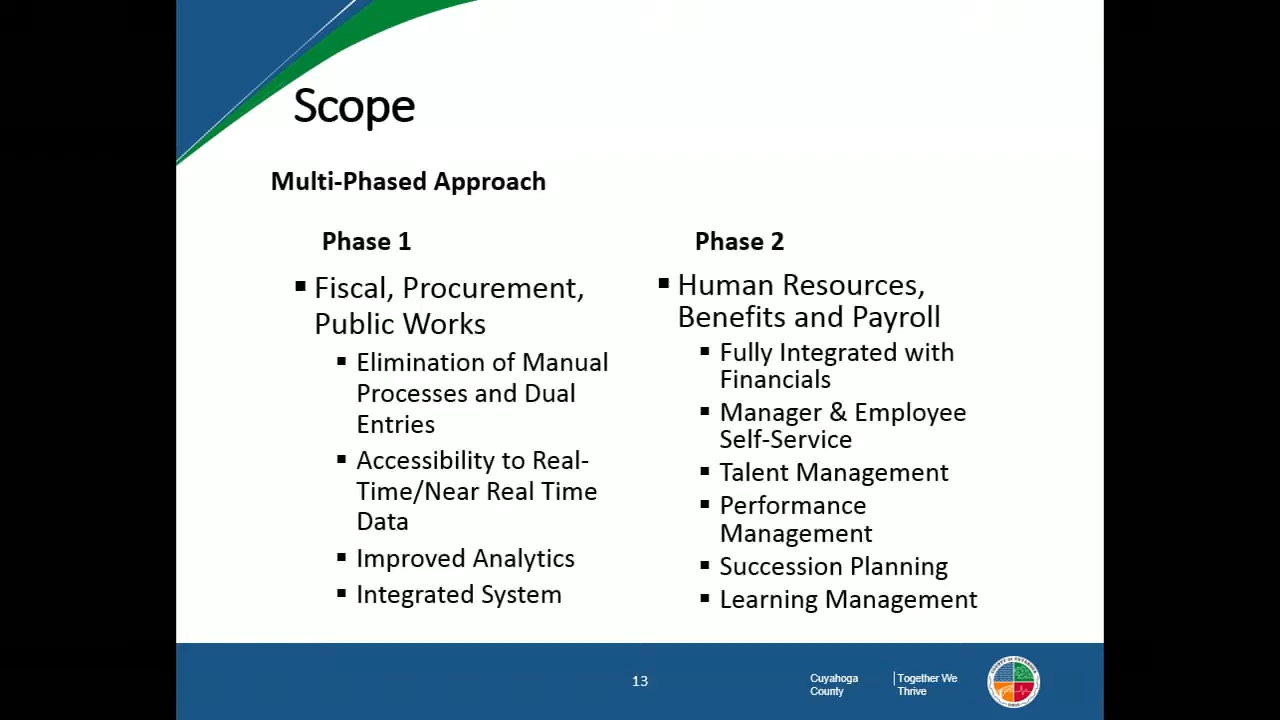 Scope
Multi-Phased Approach
Phase 1
▪ Fiscal, Procurement,
Public Works
▪ Elimination of Manual
Processes and Dual
Entries
▪ Accessibility to Real-
Time/Near Real Time
Data
▪ Improved Analytics
▪ Integrated System
Phase 2
▪ Human Resources,
Benefits and Payroll
▪ Fully Integrated with
Financials
▪ Manager & Employee
Self-Service
▪ Talent Management
▪ Performance
Management
▪ Succession Planning
▪ Learning Management
13
Cuyahoga
County
Together We
Thrive